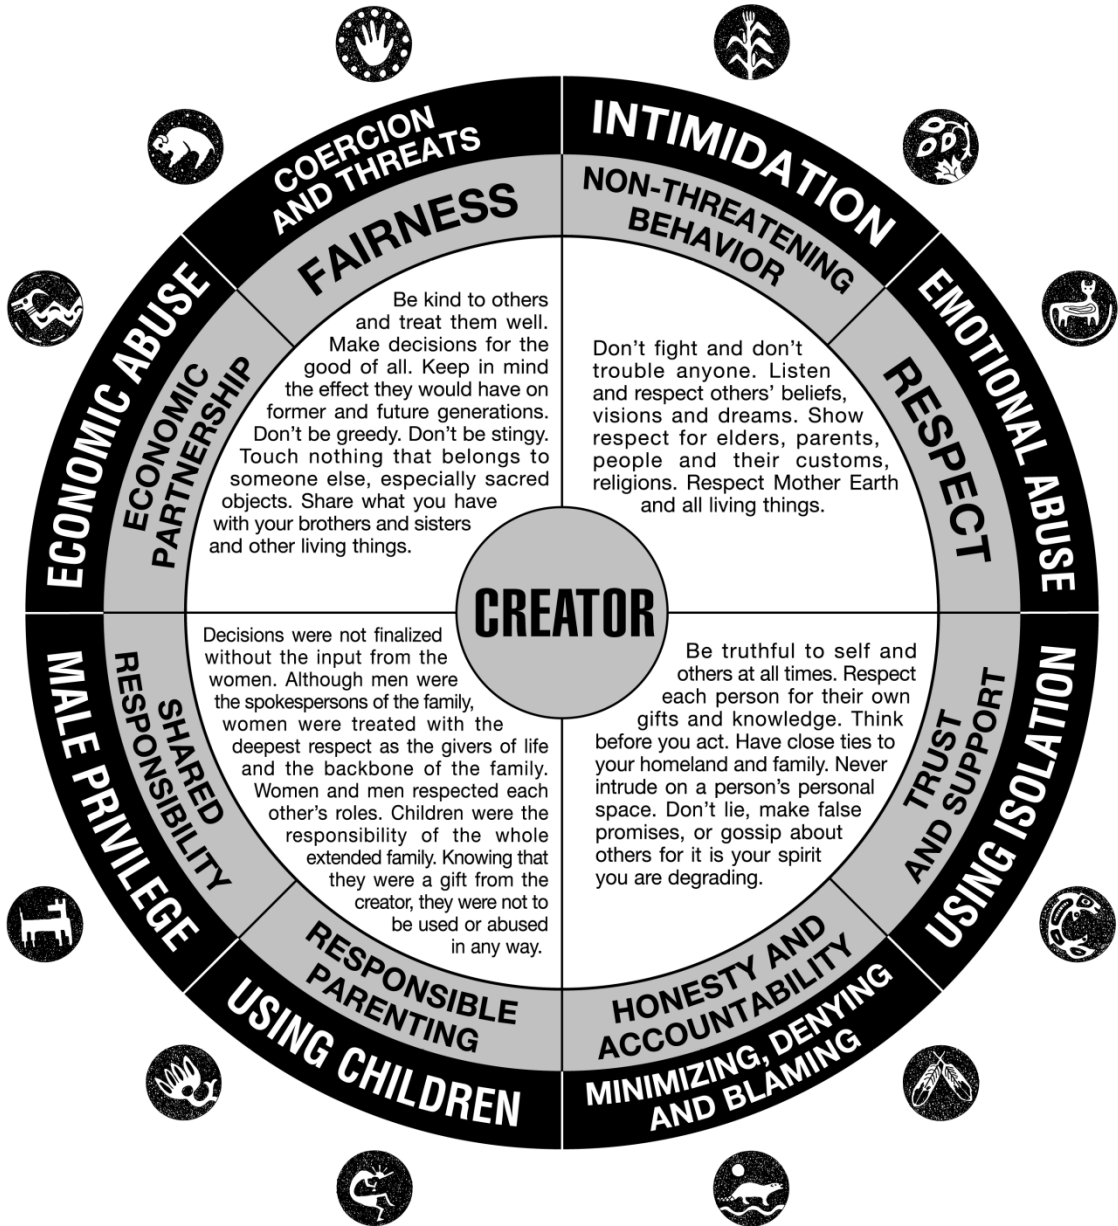 COERCION
AND THREATS
INTIMIDATION
EMOTIONAL ABUSE
USING ISOLATION
MINIMIZING, DENYING
AND BLAMING
USING CHILDREN
MALE PRIVILEGE
ECONOMIC ABUSE
FAIRNESS
NON-THREATENING
BEHAVIOR
RESPECT
TRUST
AND SUPPORT
HONESTY AND
ACCOUNTABILITY
RESPONSIBLE
PARENTING
SHARED
RESPONSIBILITY
ECONOMIC
PARTNERSHIP
Be kind to others
and treat them well.
Make decisions for the
good of all. Keep in mind
the effect they would have on
former and future generations.
Don't be greedy. Don't be stingy.
Touch nothing that belongs to
someone else, especially sacred
objects. Share what you have
with your brothers and sisters
and other living things.
Don't fight and don't
trouble anyone. Listen
and respect others' beliefs,
visions and dreams. Show
respect for elders, parents,
people and their customs,
religions. Respect Mother Earth
and all living things.
CREATOR
Decisions were not finalized
without the input from the
women. Although men were
the spokespersons of the family,
women were treated with the
deepest respect as the givers of life
and the backbone of the family.
Women and men respected each
other's roles. Children were the
responsibility of the whole
extended family. Knowing that
they were a gift from the
creator, they were not to
be used or abused
in any way.
Be truthful to self and
others at all times. Respect
each person for their own
gifts and knowledge. Think
before you act. Have close ties to
your homeland and family. Never
intrude on a person's personal
space. Don't lie, make false
promises, or gossip about
others for it is your spirit
you are degrading.